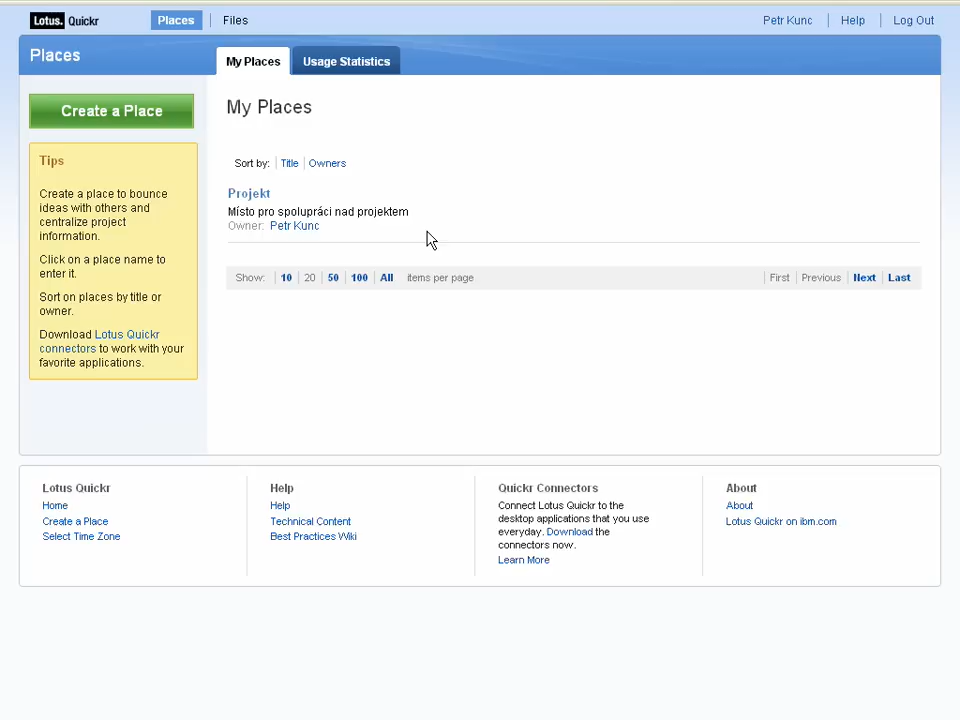 Lotus. Quickr Places Files Petr Kunc Help Log Out
Places My Places Usage Statistics
Create a Place
Tips
Create a place to bounce
ideas with others and
centralize project
information.
Click on a place name to
enter it.
Sort on places by title or
owner.
Download Lotus Quickr
connectors to work with your
favorite applications.
My Places
Sort by: Title Owners
Projekt
Místo pro spolupráci nad projektem
Owner: Petr Kunc
Show: 10 20 50 100 All items per page First Previous Next Last
Lotus Quickr
Home
Create a Place
Select Time Zone
Help
Help
Technical Content
Best Practices Wiki
Quickr Connectors
Connect Lotus Quickr to the
desktop applications that you use
everyday. Download the
connectors now.
Learn More
About
About
Lotus Quickr on ibm.com